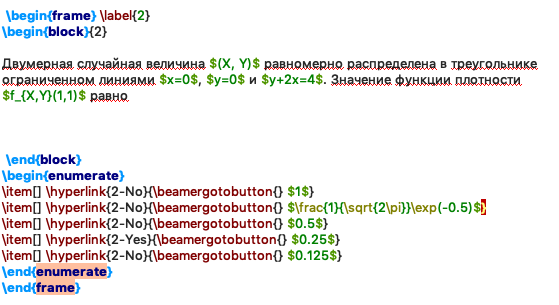 \begin{frame} \label{2}
\begin{block}{2}
Двумерная случайная величина $(X, Y)$ равномерно распределена в треугольнике
ограниченном линиями $x=0$, $y=0$ и $y+2x=4$. Значение функции плотности
$f_{X,Y}(1,1)$ равно
\end{block}
\begin{enumerate}
\item[] \hyperlink{2-No}{\beamergotobutton{} $1$}
\item[] \hyperlink{2-No}{\beamergotobutton{} $\frac{1}{\sqrt{2\pi}}\exp(-0.5)$}
\item[] \hyperlink{2-No}{\beamergotobutton{} $0.5$}
\item[] \hyperlink{2-Yes}{\beamergotobutton{} $0.25$}
\item[] \hyperlink{2-No}{\beamergotobutton{} $0.125$}
\end{enumerate}
\end{frame}